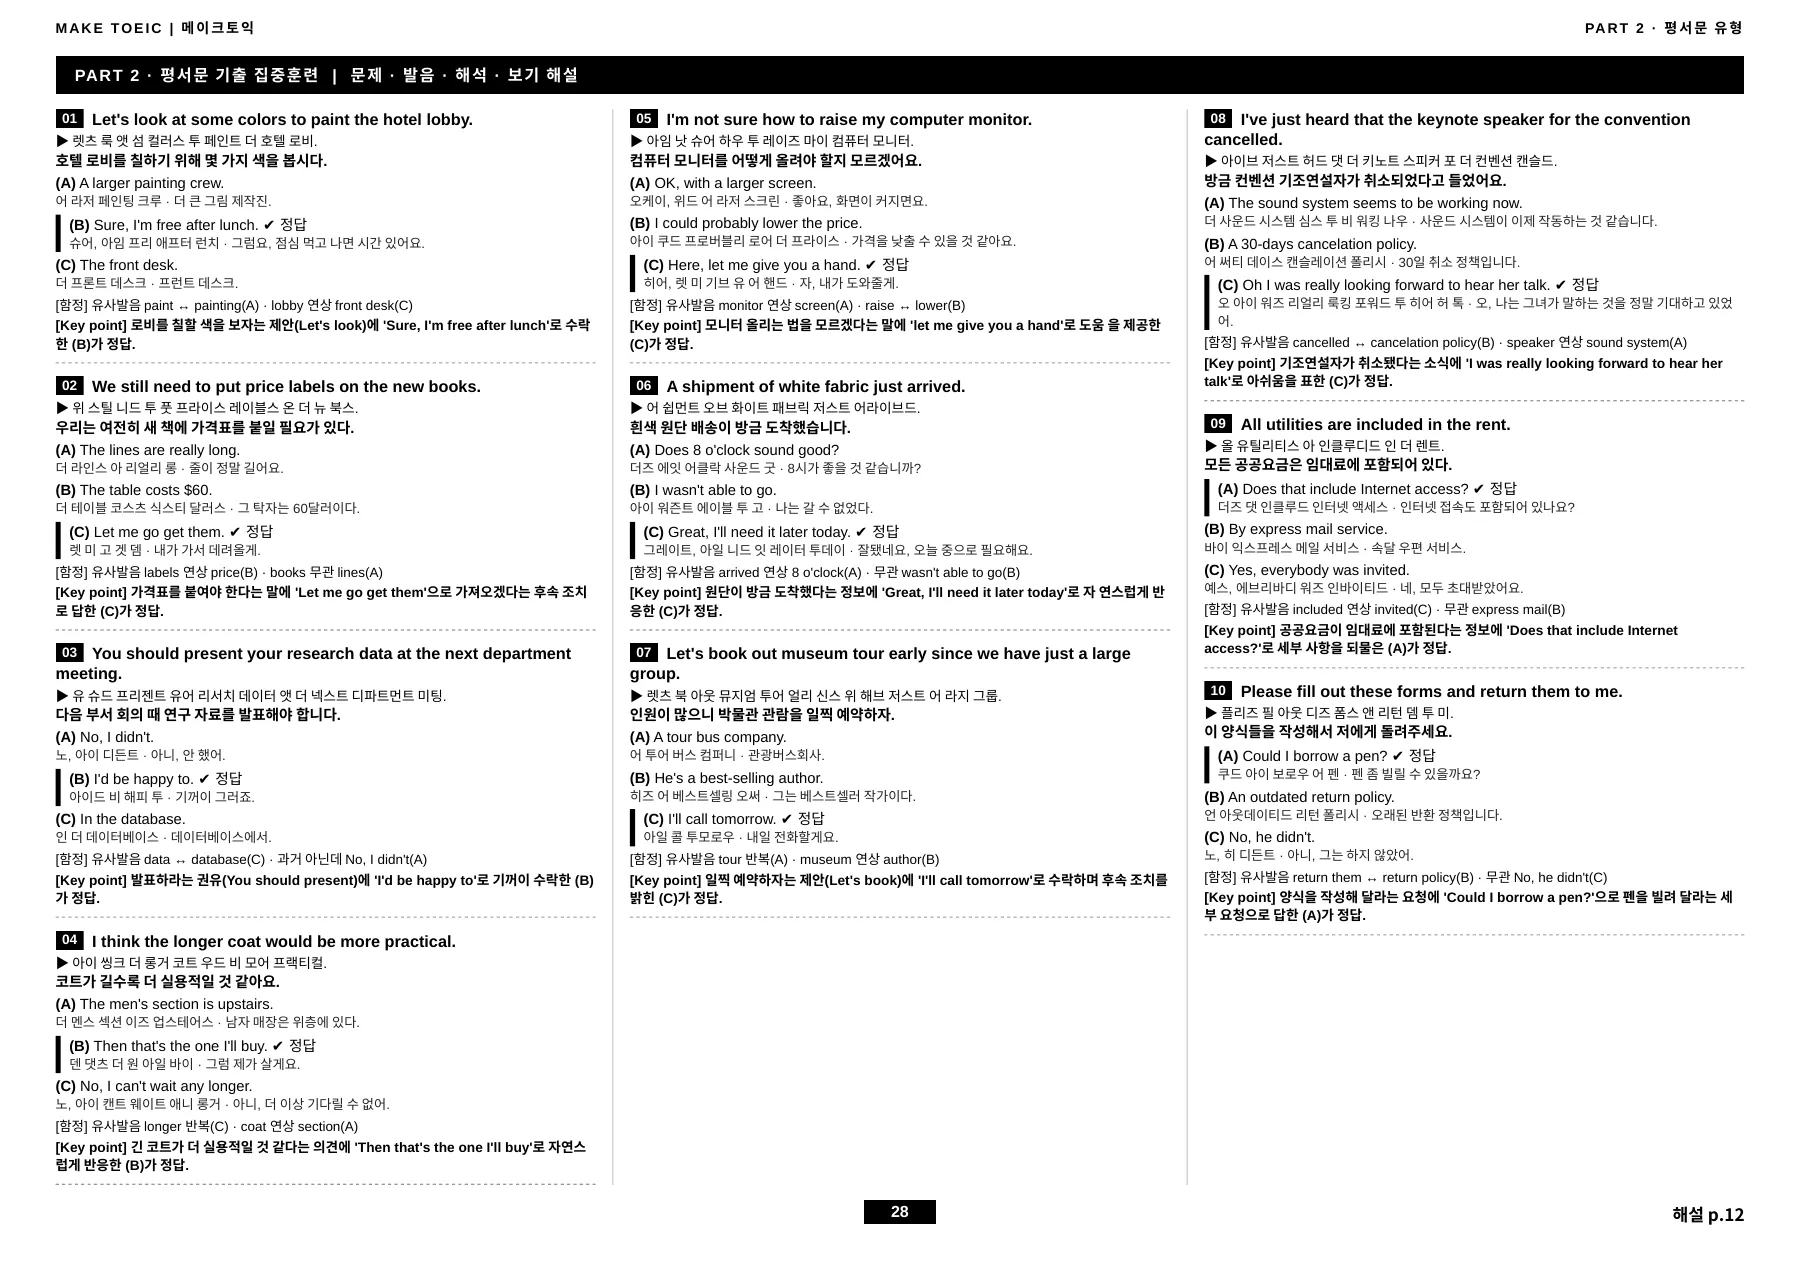 MAKE TOEIC | 메이크토익
PART 2 · 평서문 유형
PART 2 · 평서문 기출 집중훈련 | 문제 · 발음 · 해석 · 보기 해설
01 Let's look at some colors to paint the hotel lobby.
▶ 렛츠 룩 앳 섬 컬러스 투 페인트 더 호텔 로비.
호텔 로비를 칠하기 위해 몇 가지 색을 봅시다.
(A) A larger painting crew.
어 라저 페인팅 크루 · 더 큰 그림 제작진.
(B) Sure, I'm free after lunch. ✔ 정답
슈어, 아임 프리 애프터 런치 · 그럼요, 점심 먹고 나면 시간 있어요.
(C) The front desk.
더 프론트 데스크 · 프런트 데스크.
[함정] 유사발음 paint ↔ painting(A) · lobby 연상 front desk(C)
[Key point] 로비를 칠할 색을 보자는 제안(Let's look)에 'Sure, I'm free after lunch'로 수락
한 (B)가 정답.
02 We still need to put price labels on the new books.
▶ 위 스틸 니드 투 풋 프라이스 레이블스 온 더 뉴 북스.
우리는 여전히 새 책에 가격표를 붙일 필요가 있다.
(A) The lines are really long.
더 라인스 아 리얼리 롱 · 줄이 정말 길어요.
(B) The table costs $60.
더 테이블 코스츠 식스티 달러스 · 그 탁자는 60달러이다.
(C) Let me go get them. ✔ 정답
렛 미 고 겟 뎀 · 내가 가서 데려올게.
[함정] 유사발음 labels 연상 price(B) · books 무관 lines(A)
[Key point] 가격표를 붙여야 한다는 말에 'Let me go get them'으로 가져오겠다는 후속 조치
로 답한 (C)가 정답.
03 You should present your research data at the next department
meeting.
▶ 유 슈드 프리젠트 유어 리서치 데이터 앳 더 넥스트 디파트먼트 미팅.
다음 부서 회의 때 연구 자료를 발표해야 합니다.
(A) No, I didn't.
노, 아이 디든트 · 아니, 안 했어.
(B) I'd be happy to. ✔ 정답
아이드 비 해피 투 · 기꺼이 그러죠.
(C) In the database.
인 더 데이터베이스 · 데이터베이스에서.
[함정] 유사발음 data ↔ database(C) · 과거 아닌데 No, I didn't(A)
[Key point] 발표하라는 권유(You should present)에 'I'd be happy to'로 기꺼이 수락한 (B)
가 정답.
04 I think the longer coat would be more practical.
▶ 아이 씽크 더 롱거 코트 우드 비 모어 프랙티컬.
코트가 길수록 더 실용적일 것 같아요.
(A) The men's section is upstairs.
더 멘스 섹션 이즈 업스테어스 · 남자 매장은 위층에 있다.
(B) Then that's the one I'll buy. ✔ 정답
덴 댓츠 더 원 아일 바이 · 그럼 제가 살게요.
(C) No, I can't wait any longer.
노, 아이 캔트 웨이트 애니 롱거 · 아니, 더 이상 기다릴 수 없어.
[함정] 유사발음 longer 반복(C) · coat 연상 section(A)
[Key point] 긴 코트가 더 실용적일 것 같다는 의견에 'Then that's the one I'll buy'로 자연스
럽게 반응한 (B)가 정답.
05 I'm not sure how to raise my computer monitor.
▶ 아임 낫 슈어 하우 투 레이즈 마이 컴퓨터 모니터.
컴퓨터 모니터를 어떻게 올려야 할지 모르겠어요.
(A) OK, with a larger screen.
오케이, 위드 어 라저 스크린 · 좋아요, 화면이 커지면요.
(B) I could probably lower the price.
아이 쿠드 프로버블리 로어 더 프라이스 · 가격을 낮출 수 있을 것 같아요.
(C) Here, let me give you a hand. ✔ 정답
히어, 렛 미 기브 유 어 핸드 · 자, 내가 도와줄게.
[함정] 유사발음 monitor 연상 screen(A) · raise ↔ lower(B)
[Key point] 모니터 올리는 법을 모르겠다는 말에 'let me give you a hand'로 도움 을 제공한
(C)가 정답.
06 A shipment of white fabric just arrived.
▶ 어 쉽먼트 오브 화이트 패브릭 저스트 어라이브드.
흰색 원단 배송이 방금 도착했습니다.
(A) Does 8 o'clock sound good?
더즈 에잇 어클락 사운드 굿 · 8시가 좋을 것 같습니까?
(B) I wasn't able to go.
아이 워즌트 에이블 투 고 · 나는 갈 수 없었다.
(C) Great, I'll need it later today. ✔ 정답
그레이트, 아일 니드 잇 레이터 투데이 · 잘됐네요, 오늘 중으로 필요해요.
[함정] 유사발음 arrived 연상 8 o'clock(A) · 무관 wasn't able to go(B)
[Key point] 원단이 방금 도착했다는 정보에 'Great, I'll need it later today'로 자 연스럽게 반
응한 (C)가 정답.
07 Let's book out museum tour early since we have just a large
group.
▶ 렛츠 북 아웃 뮤지엄 투어 얼리 신스 위 해브 저스트 어 라지 그룹.
인원이 많으니 박물관 관람을 일찍 예약하자.
(A) A tour bus company.
어 투어 버스 컴퍼니 · 관광버스회사.
(B) He's a best-selling author.
히즈 어 베스트셀링 오써 · 그는 베스트셀러 작가이다.
(C) I'll call tomorrow. ✔ 정답
아일 콜 투모로우 · 내일 전화할게요.
[함정] 유사발음 tour 반복(A) · museum 연상 author(B)
[Key point] 일찍 예약하자는 제안(Let's book)에 'I'll call tomorrow'로 수락하며 후속 조치를
밝힌 (C)가 정답.
08 I've just heard that the keynote speaker for the convention
cancelled.
▶ 아이브 저스트 허드 댓 더 키노트 스피커 포 더 컨벤션 캔슬드.
방금 컨벤션 기조연설자가 취소되었다고 들었어요.
(A) The sound system seems to be working now.
더 사운드 시스템 심스 투 비 워킹 나우 · 사운드 시스템이 이제 작동하는 것 같습니다.
(B) A 30-days cancelation policy.
어 써티 데이스 캔슬레이션 폴리시 · 30일 취소 정책입니다.
(C) Oh I was really looking forward to hear her talk. ✔ 정답
오 아이 워즈 리얼리 룩킹 포워드 투 히어 허 톡 · 오, 나는 그녀가 말하는 것을 정말 기대하고 있었
어.
[함정] 유사발음 cancelled ↔ cancelation policy(B) · speaker 연상 sound system(A)
[Key point] 기조연설자가 취소됐다는 소식에 'I was really looking forward to hear her
talk'로 아쉬움을 표한 (C)가 정답.
09 All utilities are included in the rent.
▶ 올 유틸리티스 아 인클루디드 인 더 렌트.
모든 공공요금은 임대료에 포함되어 있다.
(A) Does that include Internet access? ✔ 정답
더즈 댓 인클루드 인터넷 액세스 · 인터넷 접속도 포함되어 있나요?
(B) By express mail service.
바이 익스프레스 메일 서비스 · 속달 우편 서비스.
(C) Yes, everybody was invited.
예스, 에브리바디 워즈 인바이티드 · 네, 모두 초대받았어요.
[함정] 유사발음 included 연상 invited(C) · 무관 express mail(B)
[Key point] 공공요금이 임대료에 포함된다는 정보에 'Does that include Internet
access?'로 세부 사항을 되물은 (A)가 정답.
10 Please fill out these forms and return them to me.
▶ 플리즈 필 아웃 디즈 폼스 앤 리턴 뎀 투 미.
이 양식들을 작성해서 저에게 돌려주세요.
(A) Could I borrow a pen? ✔ 정답
쿠드 아이 보로우 어 펜 · 펜 좀 빌릴 수 있을까요?
(B) An outdated return policy.
언 아웃데이티드 리턴 폴리시 · 오래된 반환 정책입니다.
(C) No, he didn't.
노, 히 디든트 · 아니, 그는 하지 않았어.
[함정] 유사발음 return them ↔ return policy(B) · 무관 No, he didn't(C)
[Key point] 양식을 작성해 달라는 요청에 'Could I borrow a pen?'으로 펜을 빌려 달라는 세
부 요청으로 답한 (A)가 정답.
28
해설 p.12